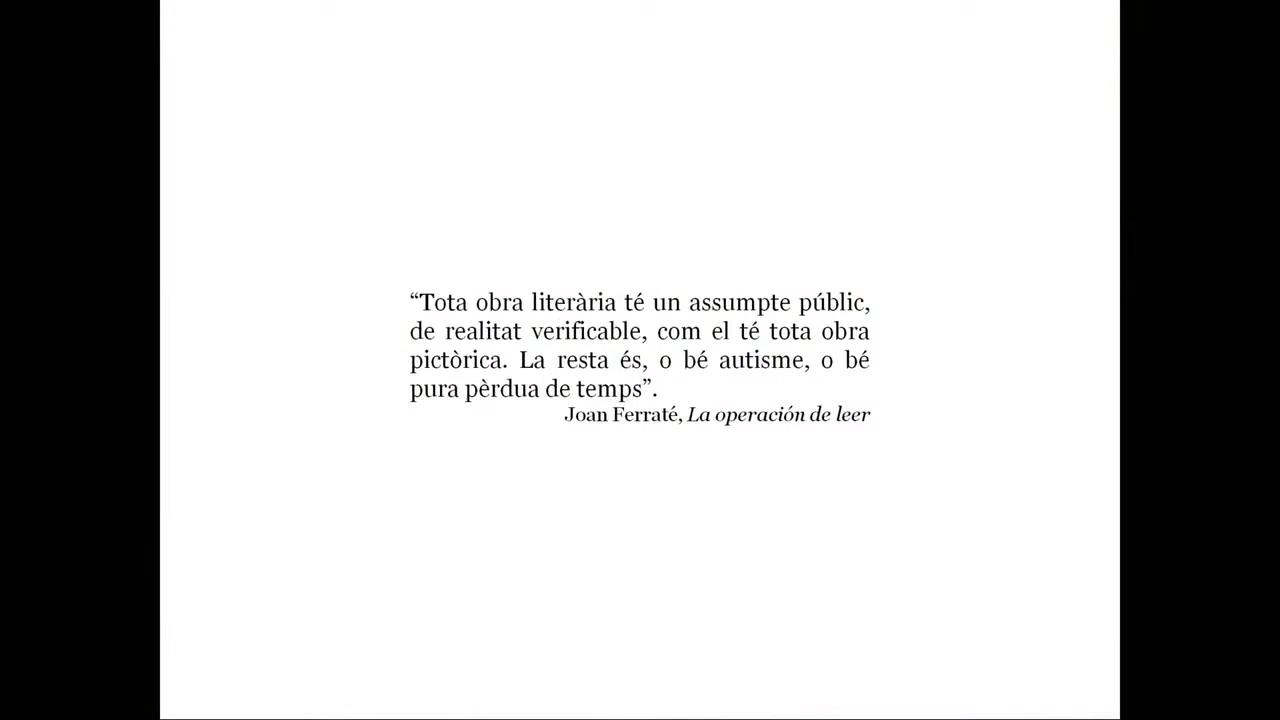 “Tota obra literària té un assumpte públic,
de realitat verificable, com el té tota obra
pictòrica. La resta és, o bé autisme, o bé
pura pèrdua de temps”.
Joan Ferraté, La operación de leer